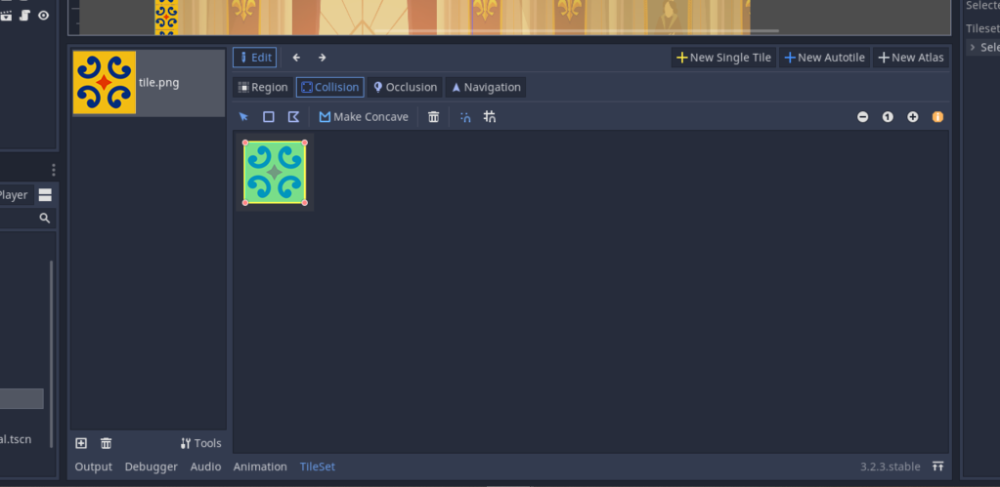 Selecte
Tileset
Sele
tile.png
Edit
New Single Tile
New Autotile
New Atlas
Region
Collision
Occlusion
Navigation
Make Concave
1
Player
al.tscn
Tools
Output
Debugger
Audio
Animation
TileSet
3.2.3.stable